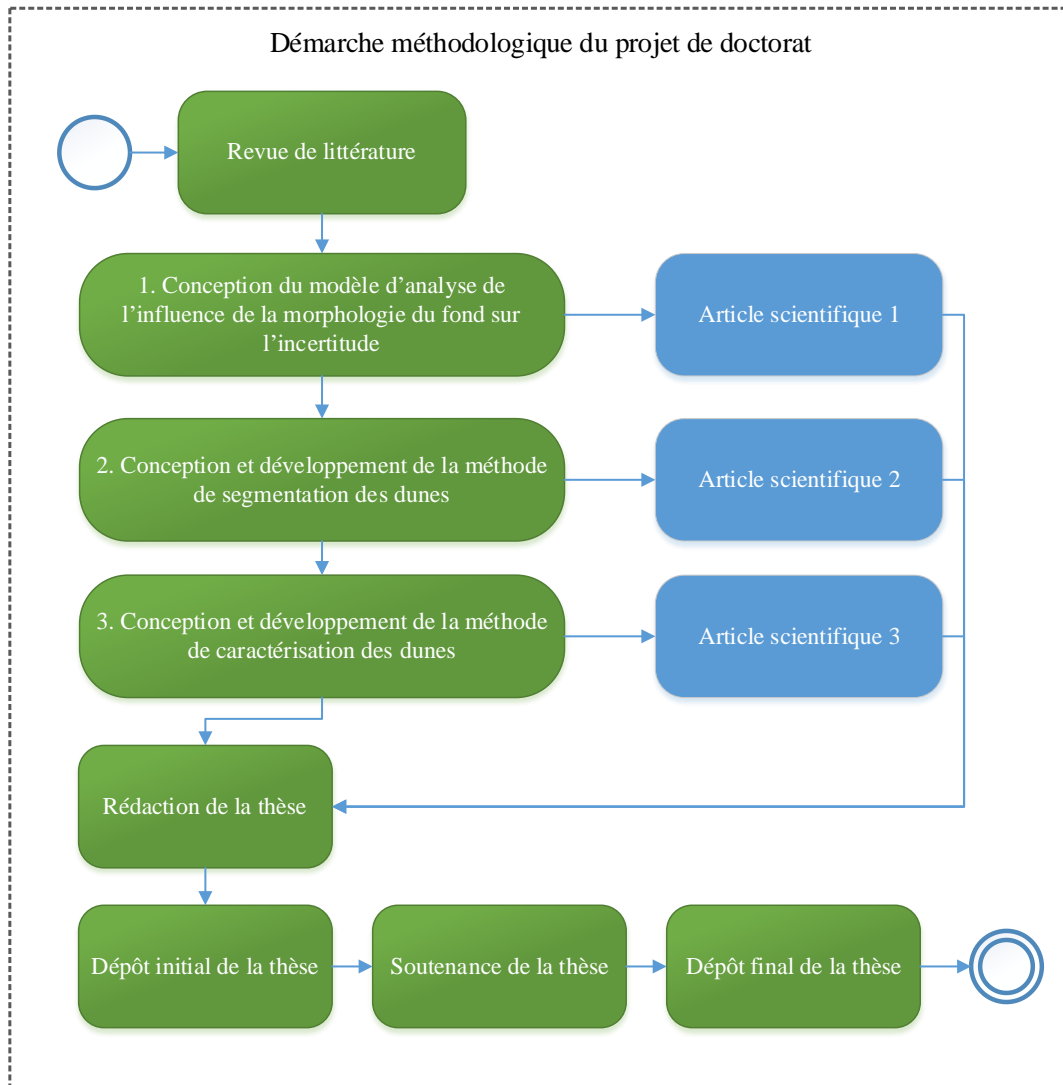 Démarche méthodologique du projet de doctorat
Revue de littérature
1. Conception du modèle d’analyse de
l’influence de la morphologie du fond sur
l’incertitude
Article scientifique 1
2. Conception et développement de la méthode
de segmentation des dunes
Article scientifique 2
3. Conception et développement de la méthode
de caractérisation des dunes
Article scientifique 3
Rédaction de la thèse
Dépôt initial de la thèse
Soutenance de la thèse
Dépôt final de la thèse